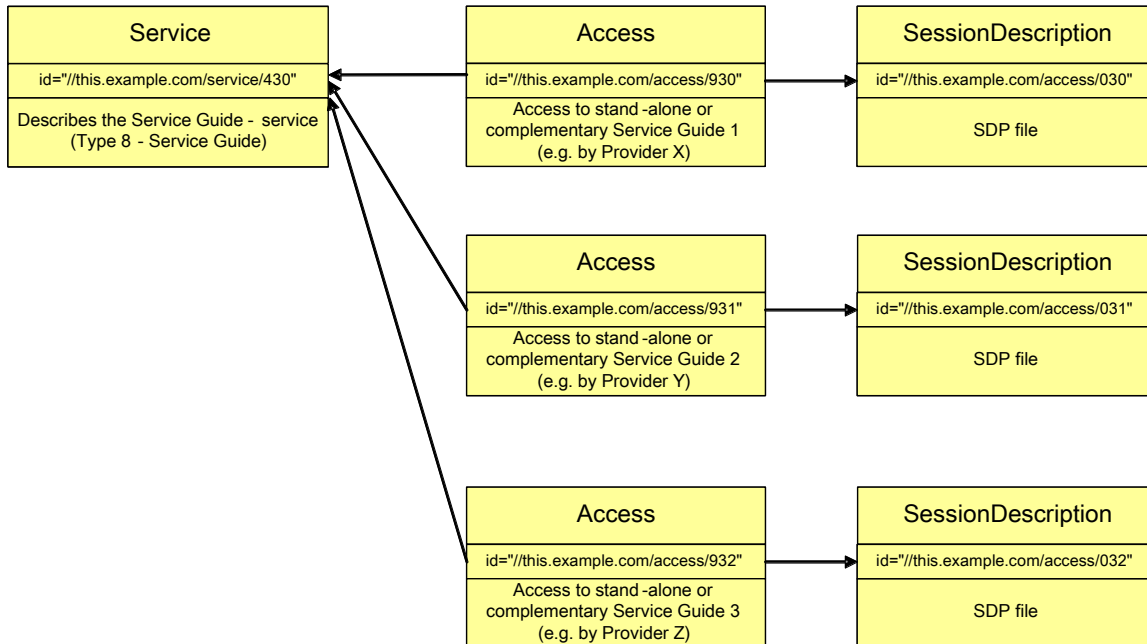 Service
id="//this.example.com/service/430"
Describes the Service Guide - service
(Type 8 - Service Guide)
Access
id="//this.example.com/access/930"
Access to stand -alone or
complementary Service Guide 1
(e.g. by Provider X)
SessionDescription
id="//this.example.com/access/030"
SDP file
Access
id="//this.example.com/access/931"
Access to stand -alone or
complementary Service Guide 2
(e.g. by Provider Y)
SessionDescription
id="//this.example.com/access/031"
SDP file
Access
id="//this.example.com/access/932"
Access to stand -alone or
complementary Service Guide 3
(e.g. by Provider Z)
SessionDescription
id="//this.example.com/access/032"
SDP file